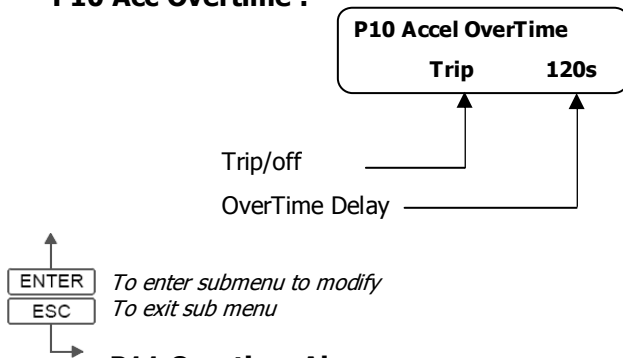 P10 Acc Overtime :
P10 Accel OverTime
Trip 120s
Trip/off
OverTime Delay
ENTER To enter submenu to modify
ESC To exit sub menu